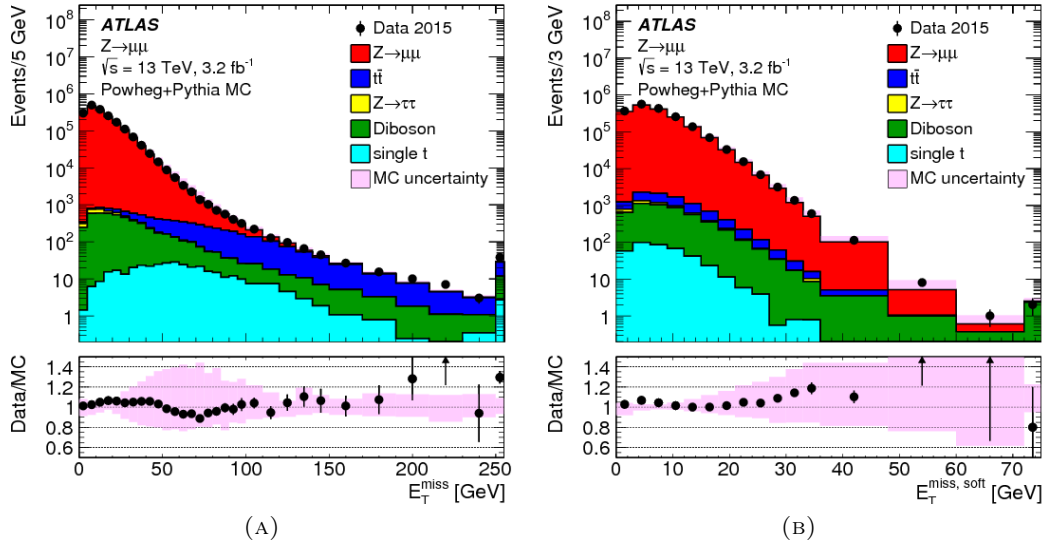 ATLAS
Z→μμ
√s = 13 TeV, 3.2 fb⁻¹
Powheg+Pythia MC
Data 2015
Z→μμ
tt̄
Z→ττ
Diboson
single t
MC uncertainty
Events/5 GeV
10⁸
10⁷
10⁶
10⁵
10⁴
10³
10²
10
1
Data/MC
1.4
1.2
1
0.8
0.6
0 50 100 150 200 250
E_T^miss [GeV]
(A)
ATLAS
Z→μμ
√s = 13 TeV, 3.2 fb⁻¹
Powheg+Pythia MC
Data 2015
Z→μμ
tt̄
Z→ττ
Diboson
single t
MC uncertainty
Events/3 GeV
10⁸
10⁷
10⁶
10⁵
10⁴
10³
10²
10
1
Data/MC
1.4
1.2
1
0.8
0.6
0 10 20 30 40 50 60 70
E_T^miss, soft [GeV]
(B)